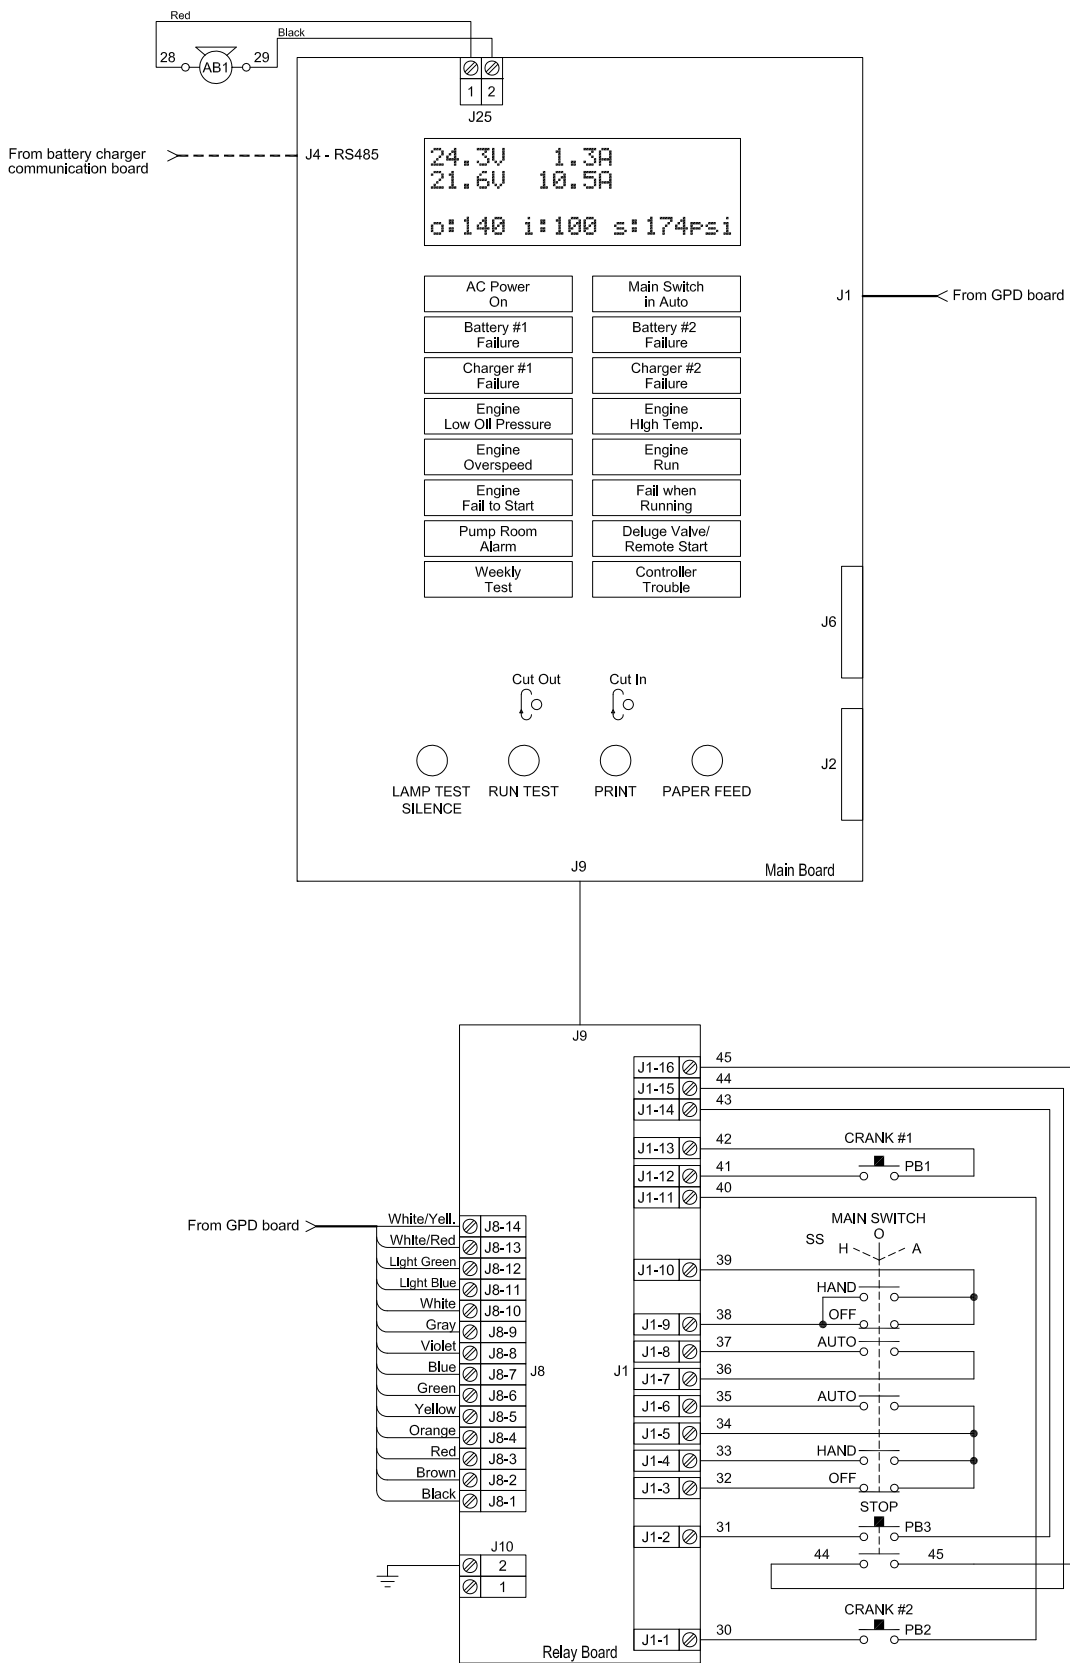 Red
Black
28
AB1
29
1 2
J25
From battery charger
communication board
J4 - RS485
24.3V 1.3A
21.6V 10.5A
o:140 i:100 s:174psi
AC Power
On
Main Switch
in Auto
J1
From GPD board
Battery #1
Failure
Battery #2
Failure
Charger #1
Failure
Charger #2
Failure
Engine
Low Oil Pressure
Engine
High Temp.
Engine
Overspeed
Engine
Run
Engine
Fail to Start
Fail when
Running
Pump Room
Alarm
Deluge Valve/
Remote Start
Weekly
Test
Controller
Trouble
J6
Cut Out
Cut In
J2
LAMP TEST
SILENCE
RUN TEST
PRINT
PAPER FEED
J9
Main Board
J9
J1-16 45
J1-15 44
J1-14 43
J1-13 42
CRANK #1
J1-12 41
PB1
J1-11 40
From GPD board
White/Yell. J8-14
White/Red J8-13
Light Green J8-12
Light Blue J8-11
White J8-10
Gray J8-9
Violet J8-8
Blue J8-7
Green J8-6
Yellow J8-5
Orange J8-4
Red J8-3
Brown J8-2
Black J8-1
J8
J1
MAIN SWITCH
SS
H O A
J1-10 39
HAND
J1-9 38
OFF
J1-8 37
AUTO
J1-7 36
J1-6 35
AUTO
J1-5 34
J1-4 33
HAND
J1-3 32
OFF
STOP
J1-2 31
PB3
44 45
J10
2
1
CRANK #2
J1-1 30
PB2
Relay Board